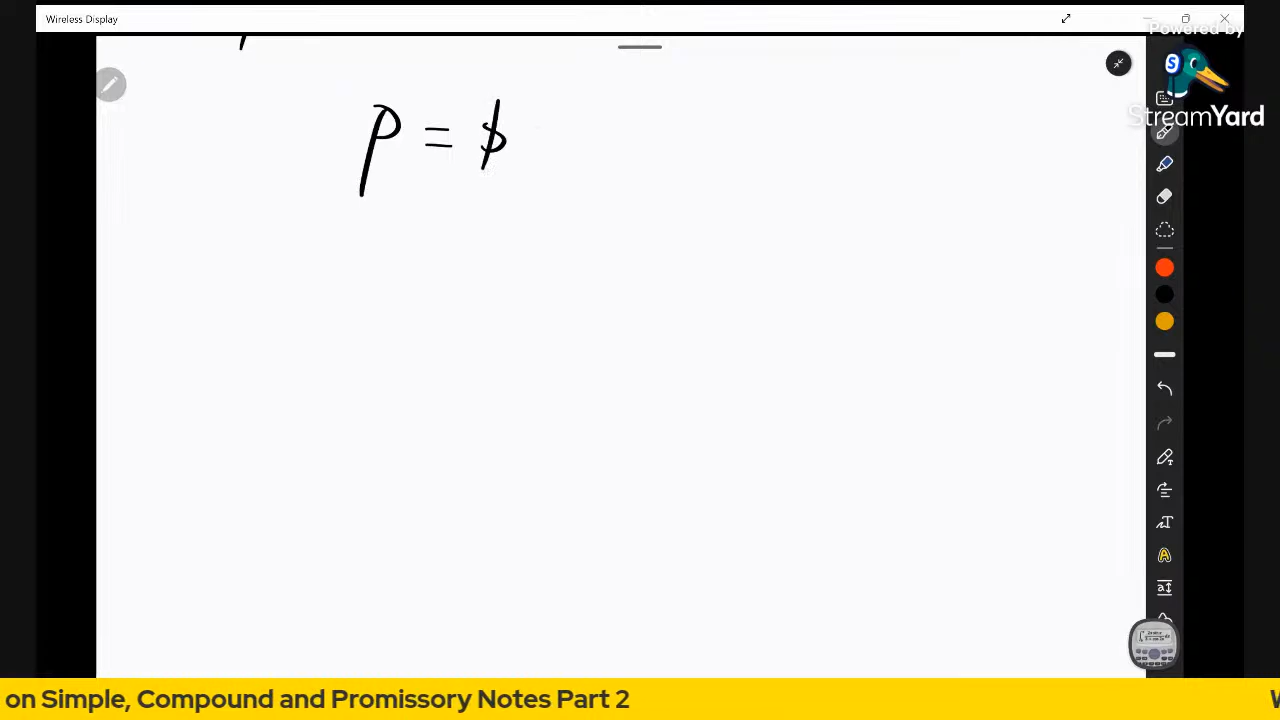 Wireless Display
Powered by
StreamYard
P = $
on Simple, Compound and Promissory Notes Part 2